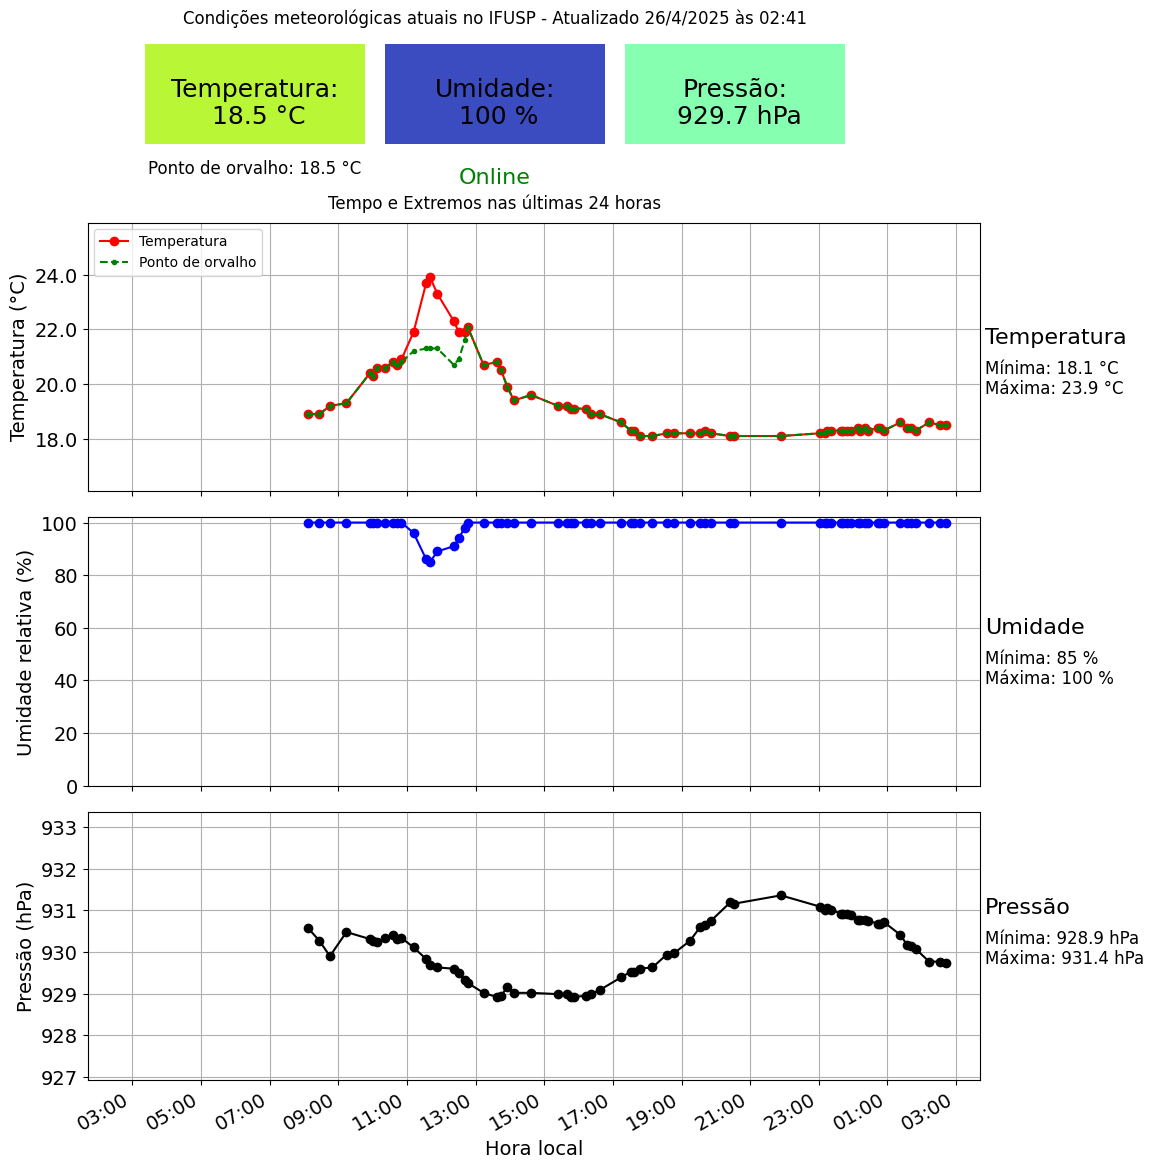 Condições meteorológicas atuais no IFUSP - Atualizado 26/4/2025 às 02:41
Temperatura:
18.5 °C
Umidade:
100 %
Pressão:
929.7 hPa
Ponto de orvalho: 18.5 °C
Online
Tempo e Extremos nas últimas 24 horas
Temperatura
Ponto de orvalho
Temperatura (°C)
24.0
22.0
20.0
18.0
Temperatura
Mínima: 18.1 °C
Máxima: 23.9 °C
Umidade relativa (%)
100
80
60
40
20
0
Umidade
Mínima: 85 %
Máxima: 100 %
Pressão (hPa)
933
932
931
930
929
928
927
Pressão
Mínima: 928.9 hPa
Máxima: 931.4 hPa
03:00
05:00
07:00
09:00
11:00
13:00
15:00
17:00
19:00
21:00
23:00
01:00
03:00
Hora local